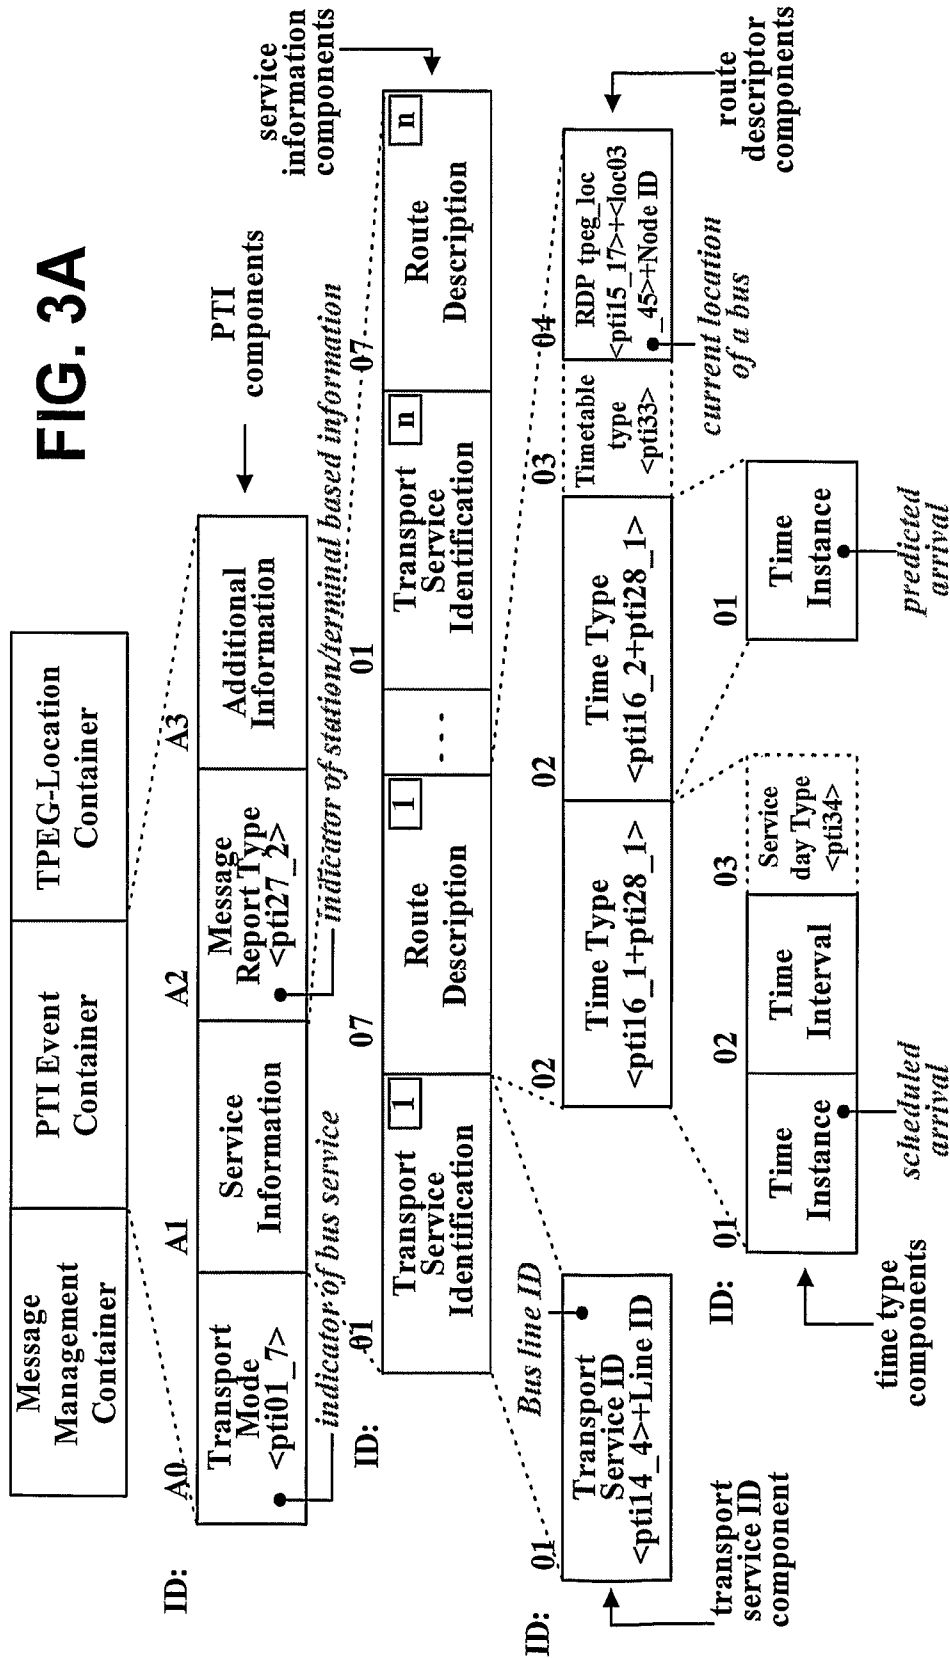 FIG. 3A
Message
Management
Container
PTI Event
Container
TPEG-Location
Container
PTI
components
ID:
A0
A1
A2
A3
Transport
Mode
<pti01_7>
Service
Information
Message
Report Type
<pti27_2>
Additional
Information
indicator of bus service
indicator of station/terminal based information
service
information
components
ID:
01
07
01
07
Transport
Service
Identification
1
Route
Description
1
...
Transport
Service
Identification
n
Route
Description
n
Bus line ID
ID:
01
02
02
03
04
Transport
Service ID
<pti14_4>+Line ID
Time Type
<pti16_1+pti28_1>
Time Type
<pti16_2+pti28_1>
Timetable
type
<pti33>
RDP tpeg_loc
<pti15_17>+<loc03
_45>+Node ID
transport
service ID
component
current location
of a bus
route
descriptor
components
ID:
01
02
03
01
Time
Instance
Time
Interval
Service
day Type
<pti34>
Time
Instance
time type
components
scheduled
arrival
predicted
arrival